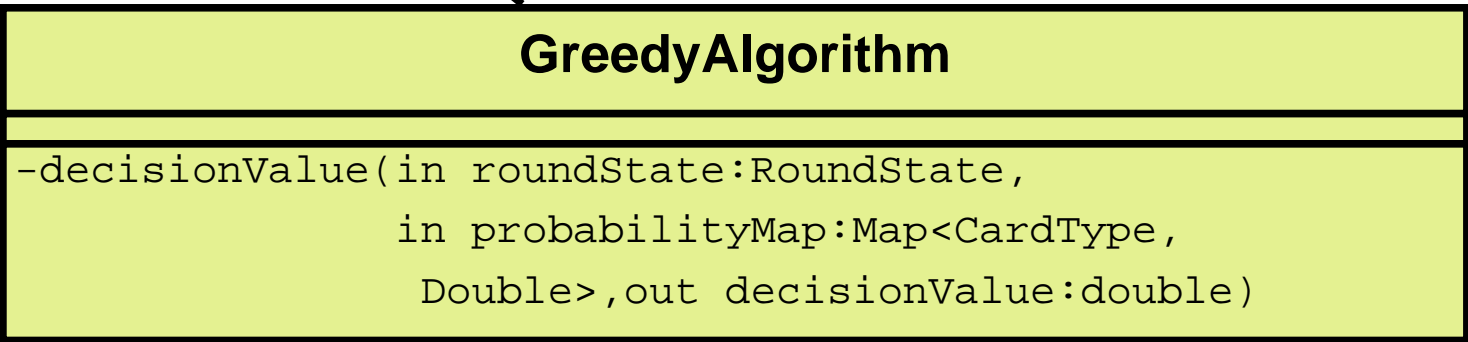 GreedyAlgorithm
-decisionValue(in roundState:RoundState,
in probabilityMap:Map<CardType,
Double>,out decisionValue:double)